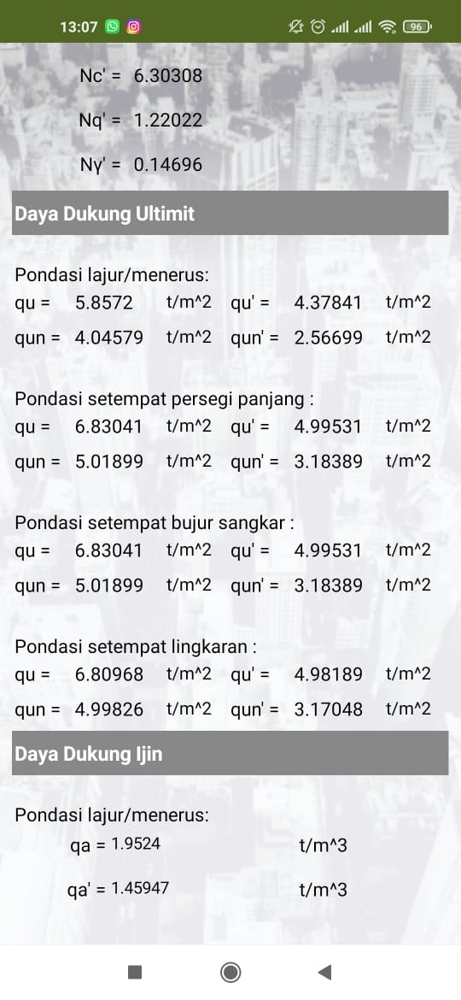 13:07 96
Nc' = 6.30308
Nq' = 1.22022
Nγ' = 0.14696
Daya Dukung Ultimit
Pondasi lajur/menerus:
qu = 5.8572 t/m^2 qu' = 4.37841 t/m^2
qun = 4.04579 t/m^2 qun' = 2.56699 t/m^2
Pondasi setempat persegi panjang :
qu = 6.83041 t/m^2 qu' = 4.99531 t/m^2
qun = 5.01899 t/m^2 qun' = 3.18389 t/m^2
Pondasi setempat bujur sangkar :
qu = 6.83041 t/m^2 qu' = 4.99531 t/m^2
qun = 5.01899 t/m^2 qun' = 3.18389 t/m^2
Pondasi setempat lingkaran :
qu = 6.80968 t/m^2 qu' = 4.98189 t/m^2
qun = 4.99826 t/m^2 qun' = 3.17048 t/m^2
Daya Dukung Ijin
Pondasi lajur/menerus:
qa = 1.9524 t/m^3
qa' = 1.45947 t/m^3